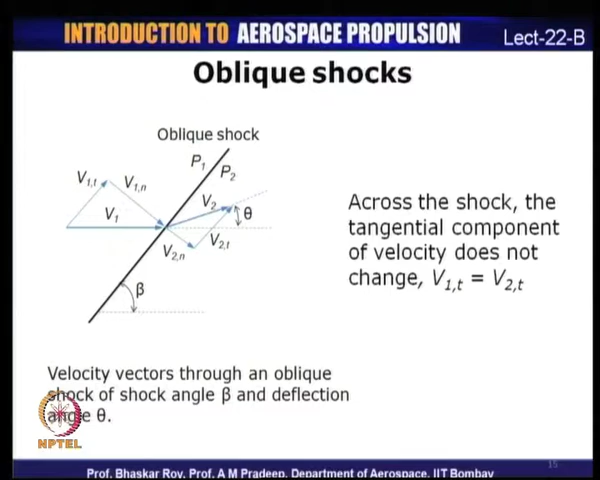 INTRODUCTION TO AEROSPACE PROPULSION
Lect-22-B
Oblique shocks
Oblique shock
P1
P2
V1,t
V1,n
V1
V2
θ
V2,n
V2,t
β
Across the shock, the
tangential component
of velocity does not
change, V1,t = V2,t
Velocity vectors through an oblique
shock of shock angle β and deflection
angle θ.
NPTEL
15
Prof. Bhaskar Roy, Prof. A M Pradeep, Department of Aerospace, IIT Bombay